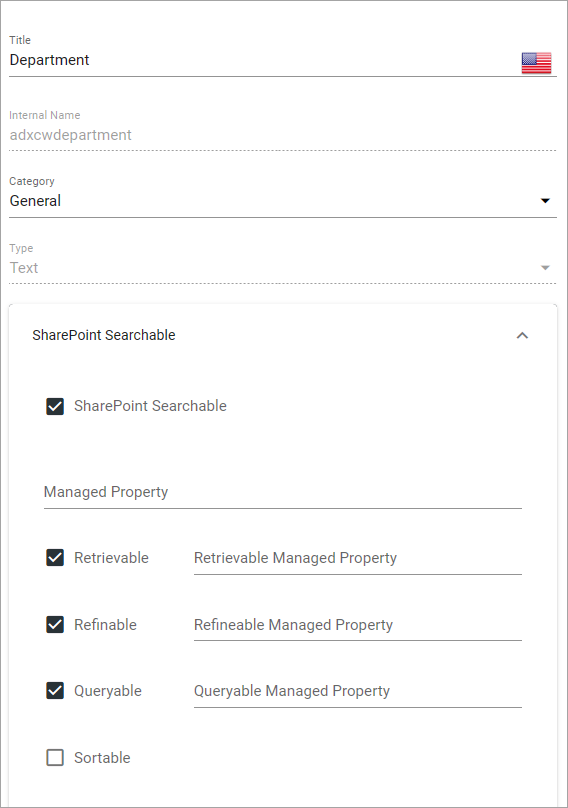 Title
Department
Internal Name
adxcwdepartment
Category
General
Type
Text
SharePoint Searchable
SharePoint Searchable
Managed Property
Retrievable Retrievable Managed Property
Refinable Refineable Managed Property
Queryable Queryable Managed Property
Sortable